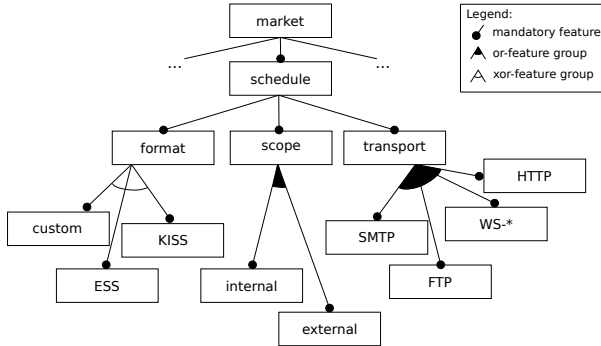 market
Legend:
mandatory feature
or-feature group
xor-feature group
... ...
schedule
format scope transport
HTTP
custom KISS SMTP WS-*
ESS internal FTP
external